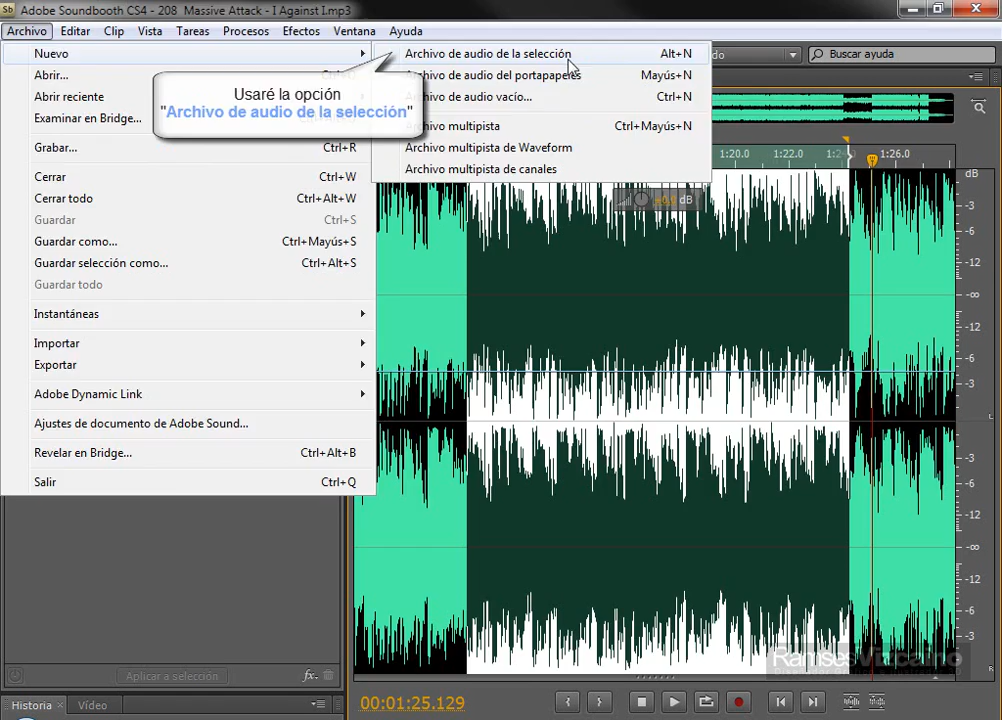 Adobe Soundbooth CS4 - 208 Massive Attack - I Against I.mp3
Archivo Editar Clip Vista Tareas Procesos Efectos Ventana Ayuda
Nuevo
Abrir...
Abrir reciente
Examinar en Bridge...
Grabar... Ctrl+R
Cerrar Ctrl+W
Cerrar todo Ctrl+Alt+W
Guardar Ctrl+S
Guardar como... Ctrl+Mayús+S
Guardar selección como... Ctrl+Alt+S
Guardar todo
Instantáneas
Importar
Exportar
Adobe Dynamic Link
Ajustes de documento de Adobe Sound...
Revelar en Bridge... Ctrl+Alt+B
Salir Ctrl+Q
Archivo de audio de la selección Alt+N
Archivo de audio del portapapeles Mayús+N
Archivo de audio vacío... Ctrl+N
Archivo multipista Ctrl+Mayús+N
Archivo multipista de Waveform
Archivo multipista de canales
Usaré la opción
"Archivo de audio de la selección"
Buscar ayuda
1:20.0 1:22.0 1:26.0
dB
-3
-6
-12
-∞
-12
-6
-3
-3
-6
-12
-∞
-12
-6
-3
dB
Aplicar a selección fx
Historia Vídeo
00:01:25.129
Ramses Vizcaino